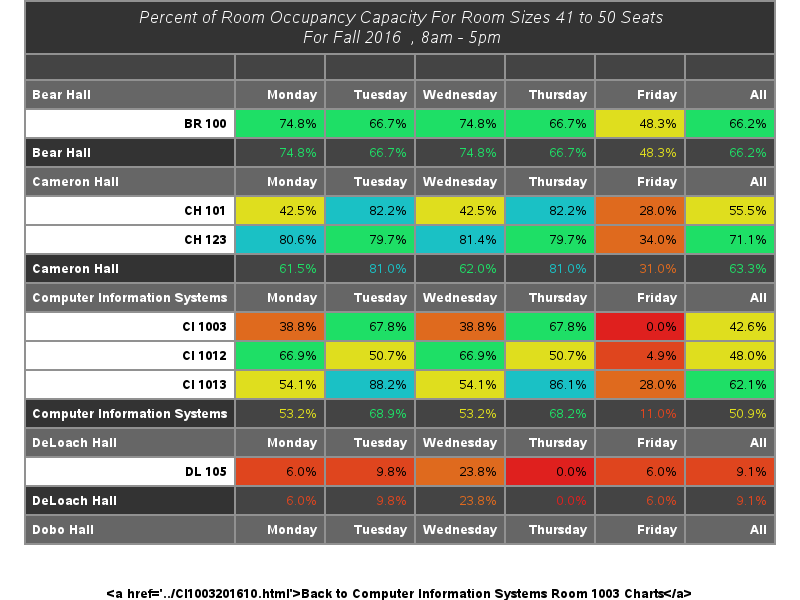 Percent of Room Occupancy Capacity For Room Sizes 41 to 50 Seats
For Fall 2016 , 8am - 5pm
Bear Hall Monday Tuesday Wednesday Thursday Friday All
BR 100 74.8% 66.7% 74.8% 66.7% 48.3% 66.2%
Bear Hall 74.8% 66.7% 74.8% 66.7% 48.3% 66.2%
Cameron Hall Monday Tuesday Wednesday Thursday Friday All
CH 101 42.5% 82.2% 42.5% 82.2% 28.0% 55.5%
CH 123 80.6% 79.7% 81.4% 79.7% 34.0% 71.1%
Cameron Hall 61.5% 81.0% 62.0% 81.0% 31.0% 63.3%
Computer Information Systems Monday Tuesday Wednesday Thursday Friday All
CI 1003 38.8% 67.8% 38.8% 67.8% 0.0% 42.6%
CI 1012 66.9% 50.7% 66.9% 50.7% 4.9% 48.0%
CI 1013 54.1% 88.2% 54.1% 86.1% 28.0% 62.1%
Computer Information Systems 53.2% 68.9% 53.2% 68.2% 11.0% 50.9%
DeLoach Hall Monday Tuesday Wednesday Thursday Friday All
DL 105 6.0% 9.8% 23.8% 0.0% 6.0% 9.1%
DeLoach Hall 6.0% 9.8% 23.8% 0.0% 6.0% 9.1%
Dobo Hall Monday Tuesday Wednesday Thursday Friday All
<a href='../CI1003201610.html'>Back to Computer Information Systems Room 1003 Charts</a>